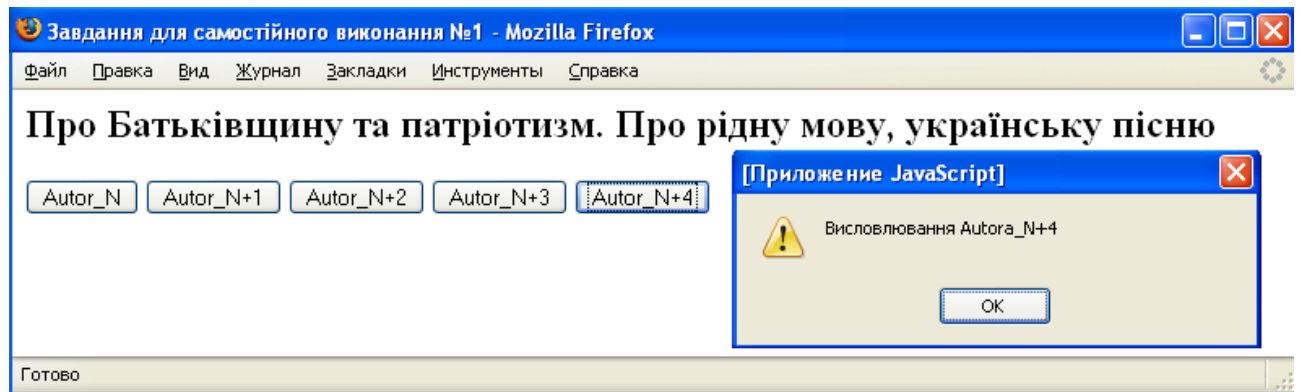 Завдання для самостійного виконання №1 - Mozilla Firefox
Файл Правка Вид Журнал Закладки Инструменты Справка
Про Батьківщину та патріотизм. Про рідну мову, українську пісню
Autor_N Autor_N+1 Autor_N+2 Autor_N+3 Autor_N+4
[Приложение JavaScript]
Висловлювання Autora_N+4
OK
Готово